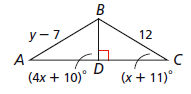 B
y − 7
12
A
D
C
(4x + 10)°
(x + 11)°